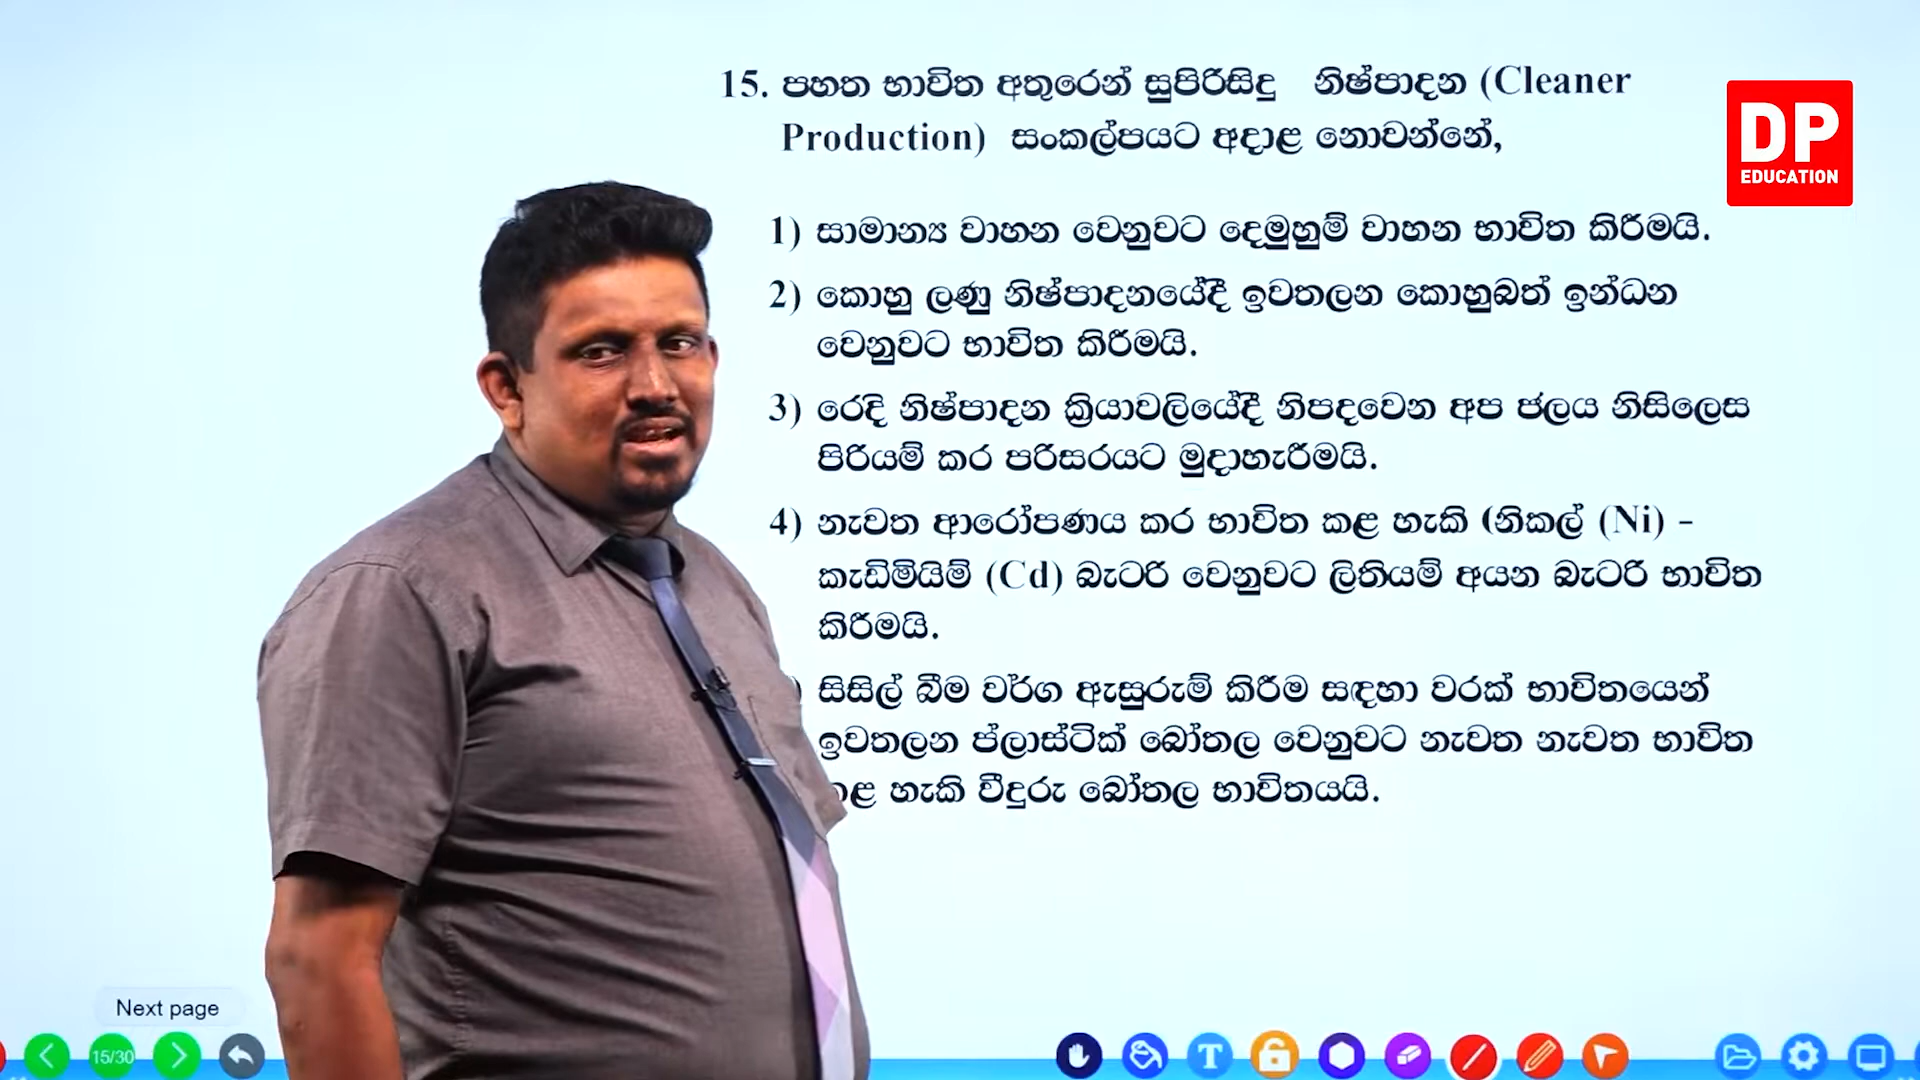 15. පහත භාවිත අතුරෙන් සුපිරිසිදු නිෂ්පාදන (Cleaner
Production) සංකල්පයට අදාළ නොවන්නේ,
DP
EDUCATION
1) සාමාන්‍ය වාහන වෙනුවට දෙමුහුම් වාහන භාවිත කිරීමයි.
2) කොහු ලණු නිෂ්පාදනයේදී ඉවතලන කොහුබත් ඉන්ධන
වෙනුවට භාවිත කිරීමයි.
3) රෙදි නිෂ්පාදන ක්‍රියාවලියේදී නිපදවෙන අප ජලය නිසිලෙස
පිරියම් කර පරිසරයට මුදාහැරීමයි.
4) නැවත ආරෝපණය කර භාවිත කළ හැකි (නිකල් (Ni) -
කැඩ්මියම් (Cd) බැටරි වෙනුවට ලිතියම් අයන බැටරි භාවිත
කිරීමයි.
) සිසිල් බීම වර්ග ඇසුරුම් කිරීම සඳහා වරක් භාවිතයෙන්
ඉවතලන ප්ලාස්ටික් බෝතල වෙනුවට නැවත නැවත භාවිත
හැකි වීදුරු බෝතල භාවිතයයි.
Next page
15/30
T